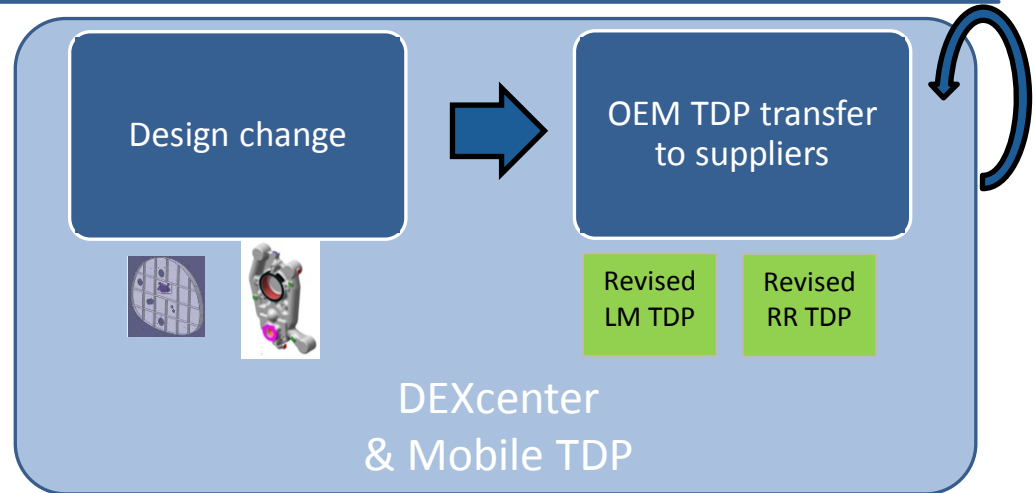 Design change
OEM TDP transfer
to suppliers
Revised
LM TDP
Revised
RR TDP
DEXcenter
& Mobile TDP